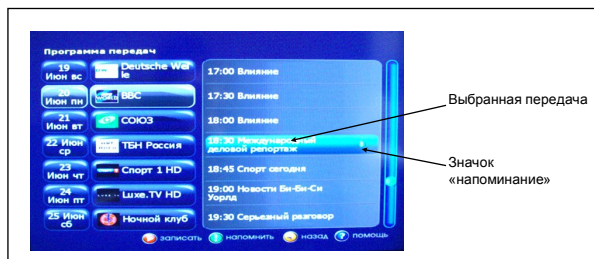 Программа передач
19
Июн вс
Deutsche Wel
le
17:00 Влияние
20
Июн пн
BBC
17:30 Влияние
21
Июн вт
СОЮЗ
18:00 Влияние
22 Июн
ср
ТБН Россия
18:30 Международный
деловой репортаж
23
Июн чт
Спорт 1 HD
18:45 Спорт сегодня
24
Июн пт
Luxe.TV HD
19:00 Новости Би-Би-Си
Уорлд
25 Июн
сб
Ночной клуб
19:30 Серьезный разговор
записать
напомнить
назад
? помощь
Выбранная передача
Значок
«напоминание»